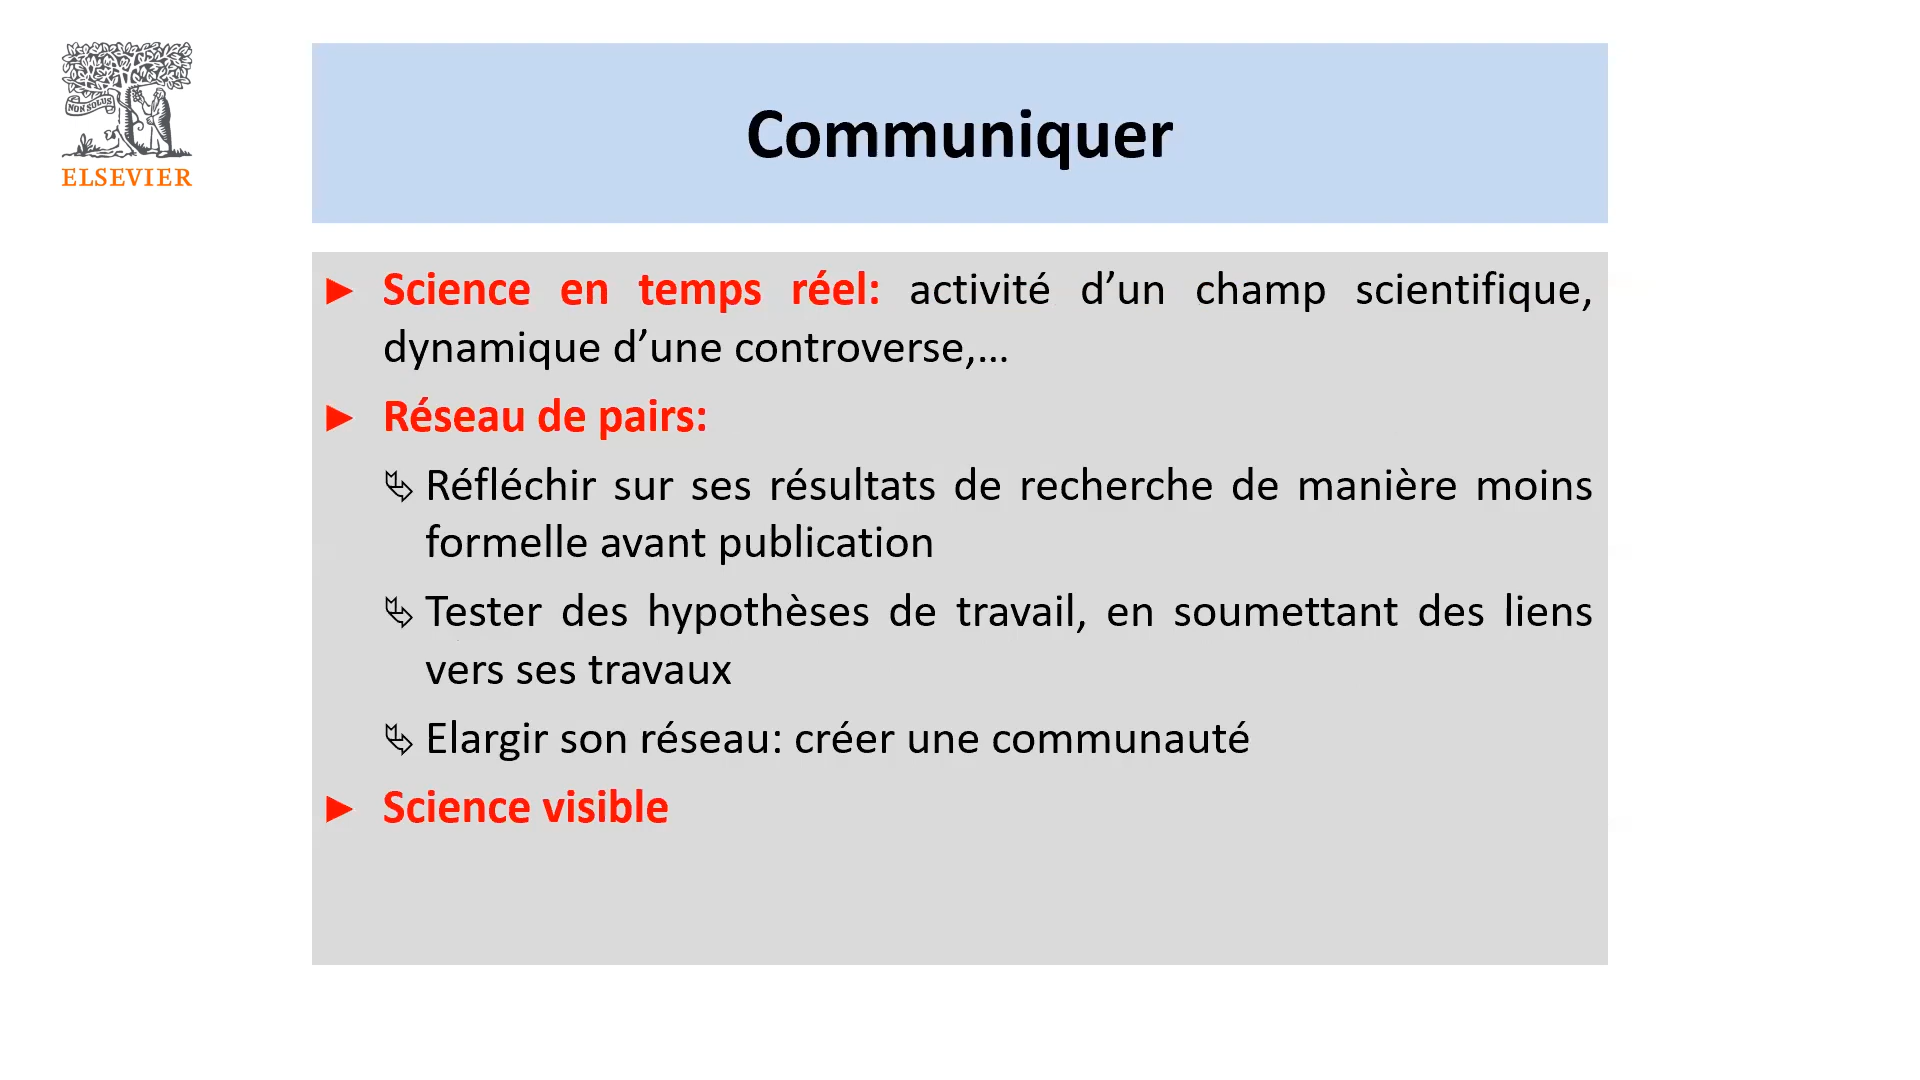 NON SOLUS
ELSEVIER
Communiquer
► Science en temps réel: activité d’un champ scientifique,
dynamique d’une controverse,…
► Réseau de pairs:
Réfléchir sur ses résultats de recherche de manière moins
formelle avant publication
Tester des hypothèses de travail, en soumettant des liens
vers ses travaux
Elargir son réseau: créer une communauté
► Science visible